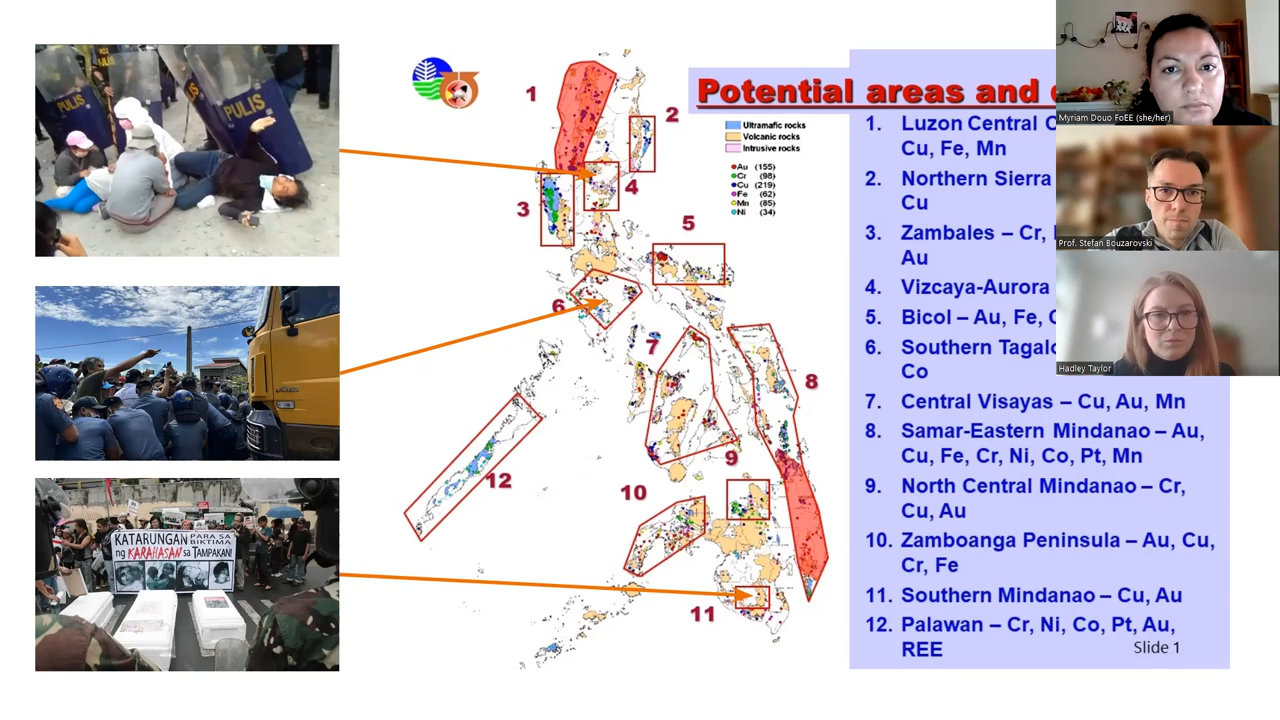 PULIS
PULIS
PULIS
KATARUNGAN PARA SA
BIKTIMA
ng KARAHASAN sa TAMPAKAN!
1
2
3
4
5
6
7
8
9
10
11
12
Ultramafic rocks
Volcanic rocks
Intrusive rocks
Au (155)
Cr (98)
Cu (219)
Fe (62)
Mn (85)
Ni (34)
Potential areas and
1. Luzon Central C
Cu, Fe, Mn
2. Northern Sierra
Cu
3. Zambales – Cr,
Au
4. Vizcaya-Aurora
5. Bicol – Au, Fe, C
6. Southern Tagalo
Co
7. Central Visayas – Cu, Au, Mn
8. Samar-Eastern Mindanao – Au,
Cu, Fe, Cr, Ni, Co, Pt, Mn
9. North Central Mindanao – Cr,
Cu, Au
10. Zamboanga Peninsula – Au, Cu,
Cr, Fe
11. Southern Mindanao – Cu, Au
12. Palawan – Cr, Ni, Co, Pt, Au,
REE
Slide 1
Myriam Douo FoEE (she/her)
Prof. Stefan Bouzarovski
Hadley Taylor